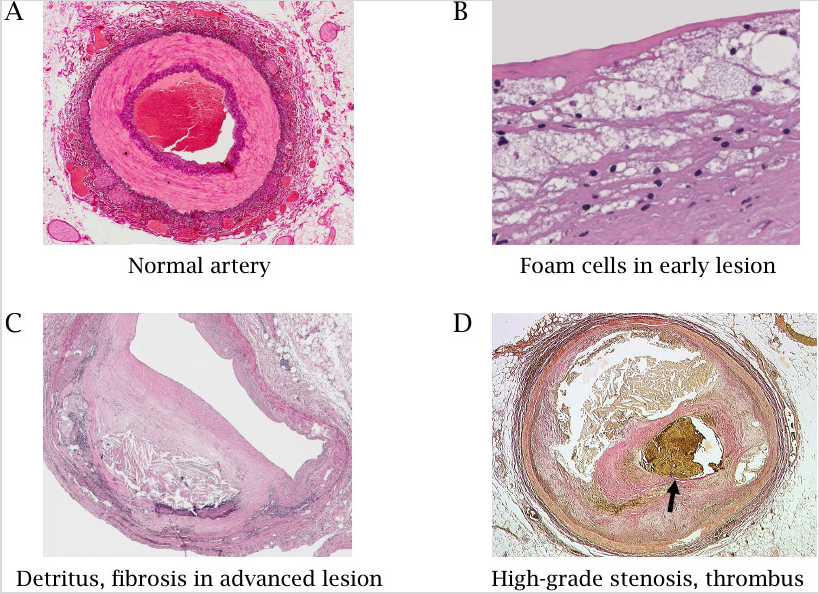 A
B
Normal artery
Foam cells in early lesion
C
D
Detritus, fibrosis in advanced lesion
High-grade stenosis, thrombus